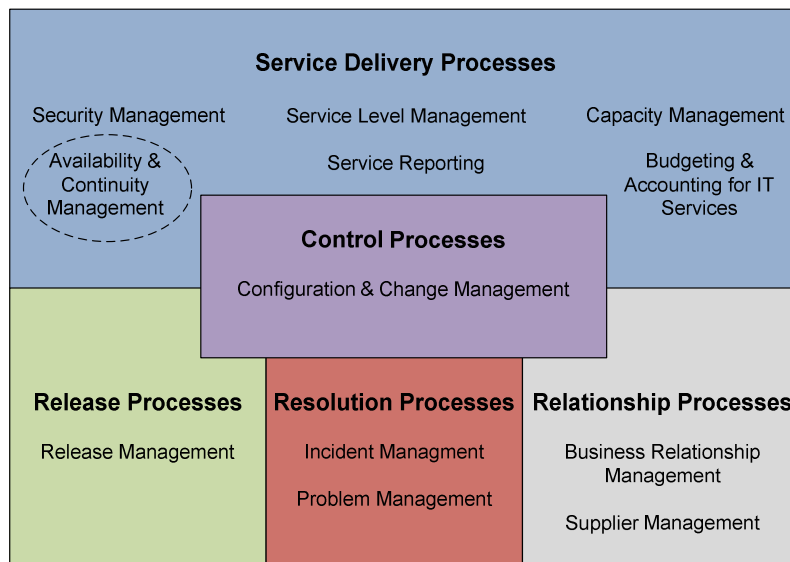 Service Delivery Processes
Security Management
Availability &
Continuity
Management
Service Level Management
Service Reporting
Capacity Management
Budgeting &
Accounting for IT
Services
Control Processes
Configuration & Change Management
Release Processes
Release Management
Resolution Processes
Incident Managment
Problem Management
Relationship Processes
Business Relationship
Management
Supplier Management